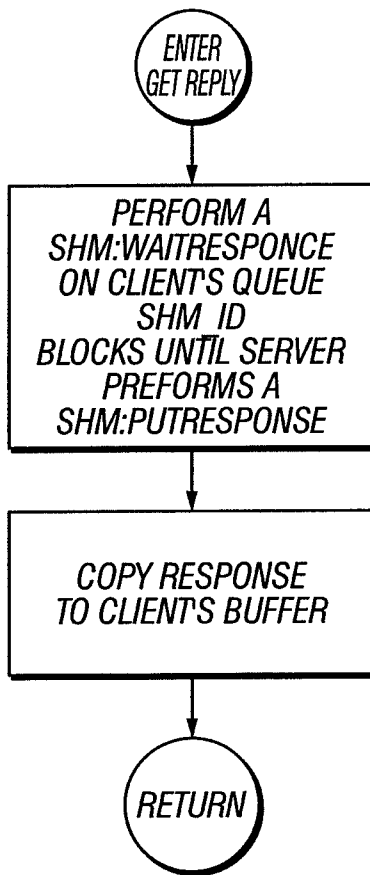 ENTER
GET REPLY
PERFORM A
SHM:WAITRESPONCE
ON CLIENT'S QUEUE
SHM_ID
BLOCKS UNTIL SERVER
PREFORMS A
SHM:PUTRESPONSE
COPY RESPONSE
TO CLIENT'S BUFFER
RETURN